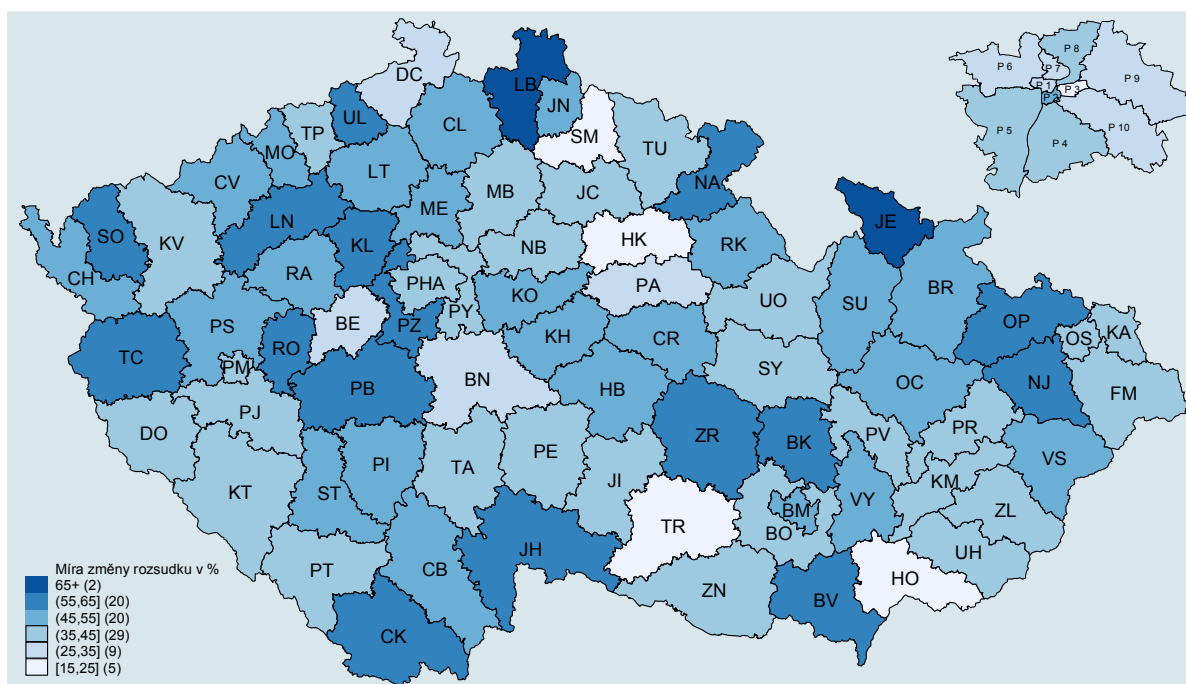 DC
LB
P 8
P 6
P 7
P 9
P 1
P 3
P 2
P 10
P 5
P 4
UL
JN
TP
CL
SM
MO
TU
LT
CV
MB
JC
NA
ME
LN
JE
SO
KV
KL
NB
HK
RK
RA
CH
PHA
KO
PA
UO
SU
BR
PY
BE
PZ
PS
OP
KA
OS
TC
RO
KH
CR
PM
SY
BN
OC
NJ
PB
HB
FM
PJ
DO
ZR
BK
PV
PR
PE
VS
PI
TA
KT
ST
JI
KM
VY
BM
ZL
TR
BO
JH
UH
PT
CB
HO
ZN
BV
CK
Míra změny rozsudku v %
65+ (2)
(55,65] (20)
(45,55] (20)
(35,45] (29)
(25,35] (9)
[15,25] (5)